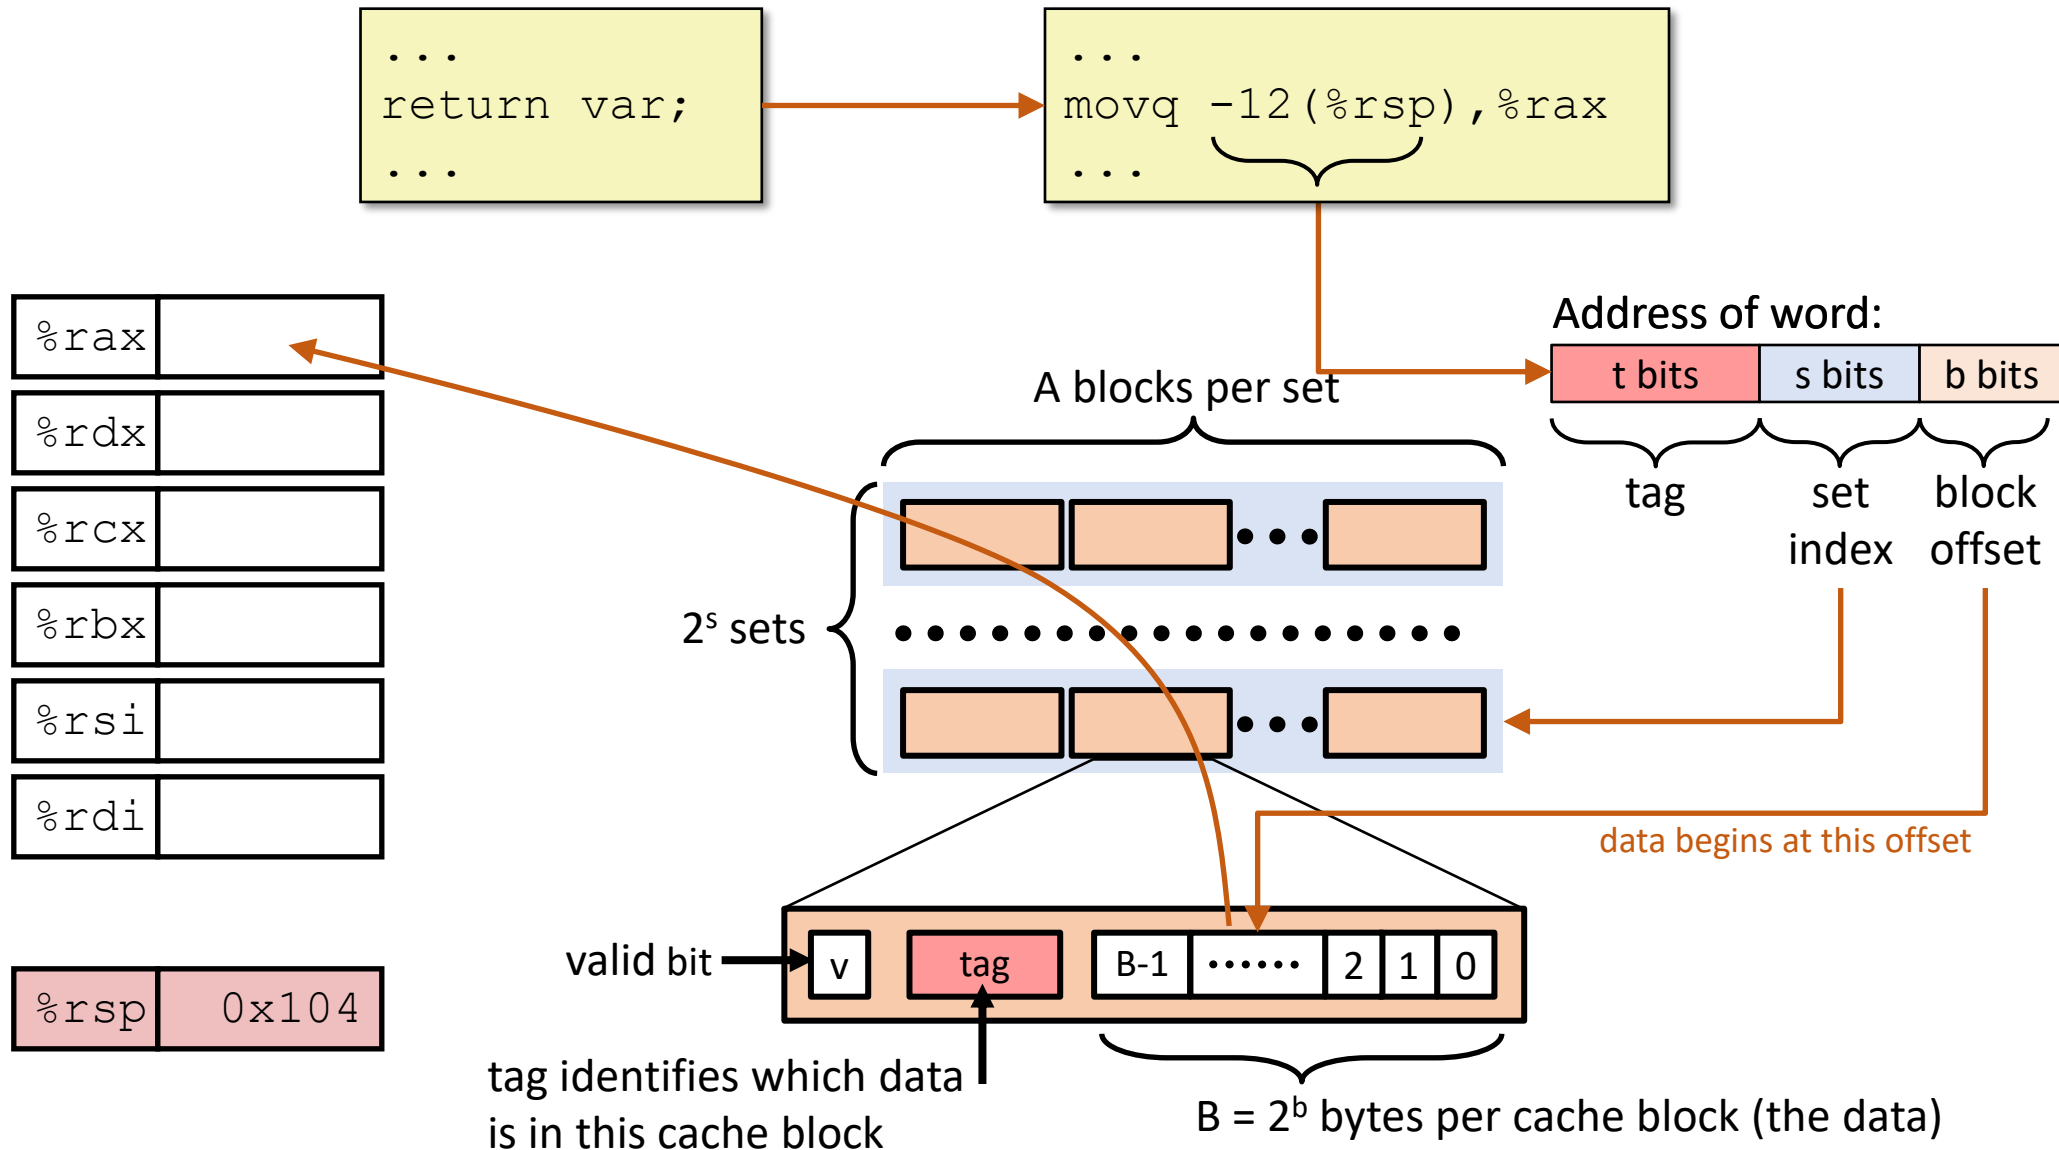 ...
return var;
...
...
movq -12(%rsp),%rax
...
%rax
%rdx
%rcx
%rbx
%rsi
%rdi
%rsp 0x104
Address of word:
t bits s bits b bits
tag
set
index
block
offset
A blocks per set
2ˢ sets
data begins at this offset
valid bit
v tag B-1 ...... 2 1 0
tag identifies which data
is in this cache block
B = 2ᵇ bytes per cache block (the data)